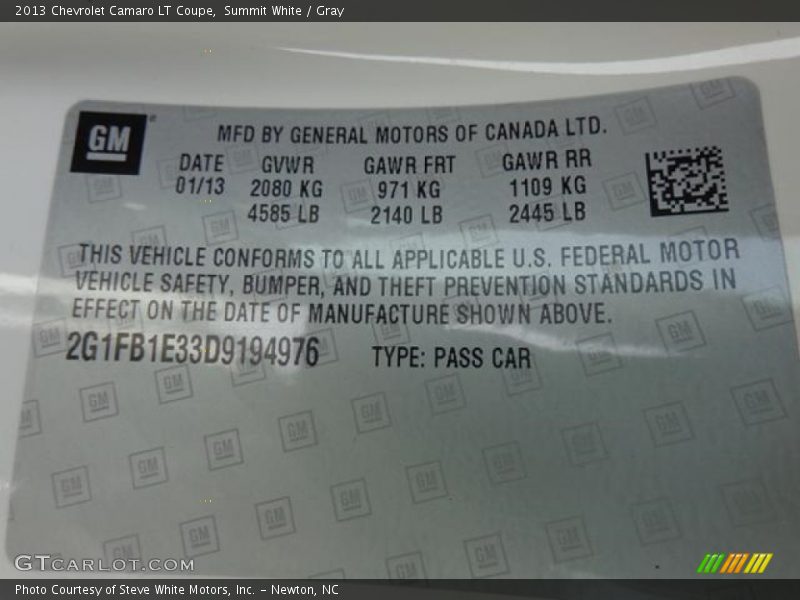 2013 Chevrolet Camaro LT Coupe, Summit White / Gray
GM
MFD BY GENERAL MOTORS OF CANADA LTD.
DATE GVWR GAWR FRT GAWR RR
01/13 2080 KG 971 KG 1109 KG
4585 LB 2140 LB 2445 LB
THIS VEHICLE CONFORMS TO ALL APPLICABLE U.S. FEDERAL MOTOR
VEHICLE SAFETY, BUMPER, AND THEFT PREVENTION STANDARDS IN
EFFECT ON THE DATE OF MANUFACTURE SHOWN ABOVE.
2G1FB1E33D9194976 TYPE: PASS CAR
GTCarLot.com
Photo Courtesy of Steve White Motors, Inc. – Newton, NC